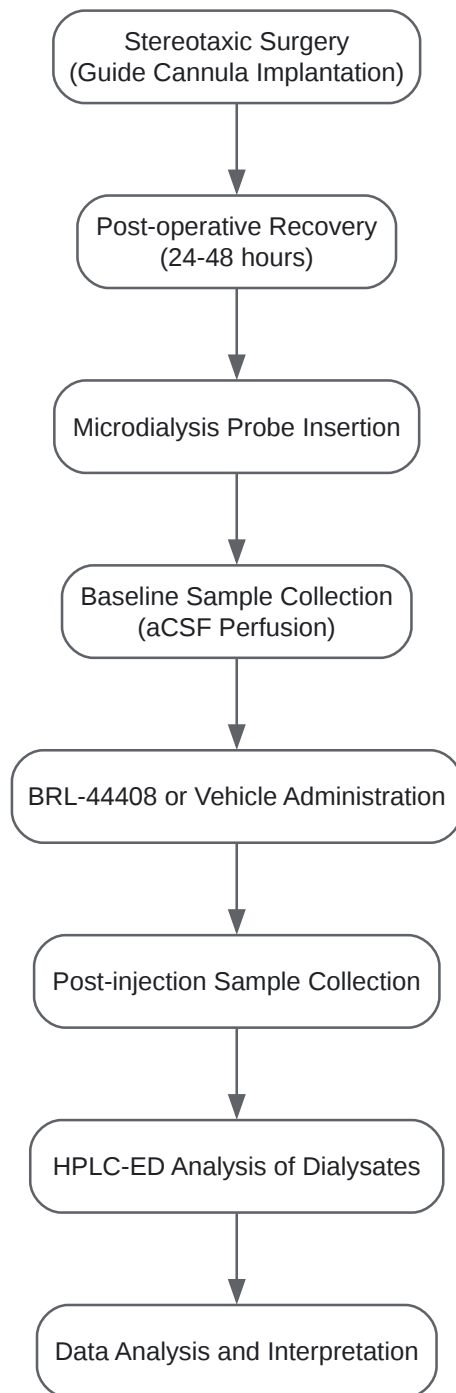 Stereotaxic Surgery
(Guide Cannula Implantation)
Post-operative Recovery
(24-48 hours)
Microdialysis Probe Insertion
Baseline Sample Collection
(aCSF Perfusion)
BRL-44408 or Vehicle Administration
Post-injection Sample Collection
HPLC-ED Analysis of Dialysates
Data Analysis and Interpretation